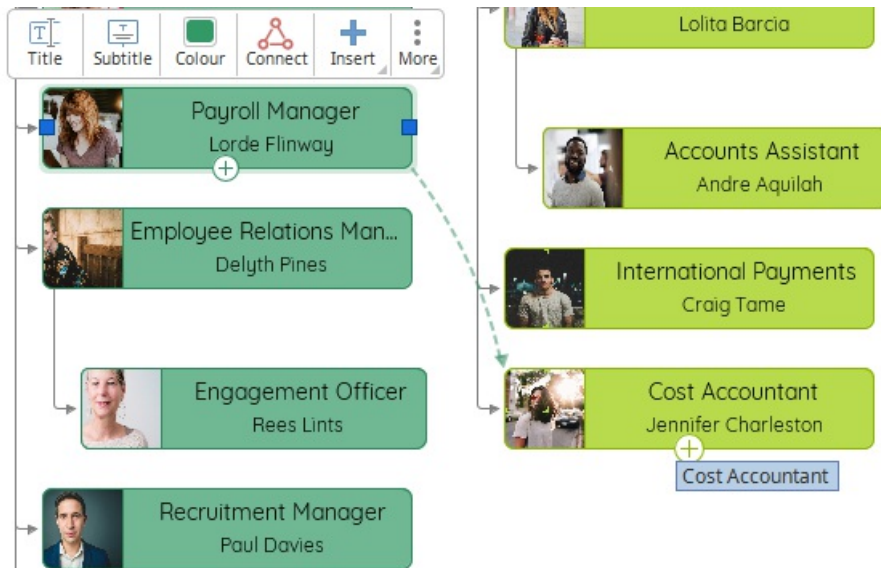 Title
Subtitle
Colour
Connect
Insert
More
Payroll Manager
Lorde Flinway
Employee Relations Man...
Delyth Pines
Engagement Officer
Rees Lints
Recruitment Manager
Paul Davies
Lolita Barcia
Accounts Assistant
Andre Aquilah
International Payments
Craig Tame
Cost Accountant
Jennifer Charleston
Cost Accountant